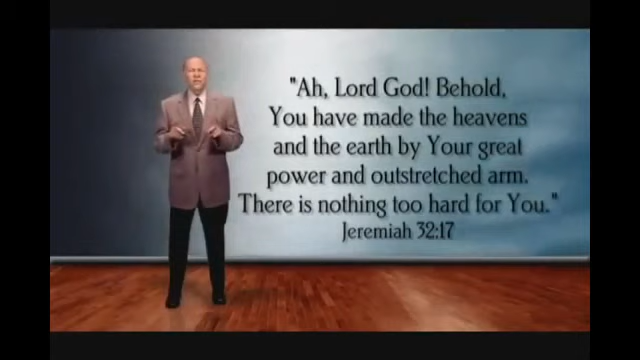 "Ah, Lord God! Behold,
You have made the heavens
and the earth by Your great
power and outstretched arm.
There is nothing too hard for You."
Jeremiah 32:17